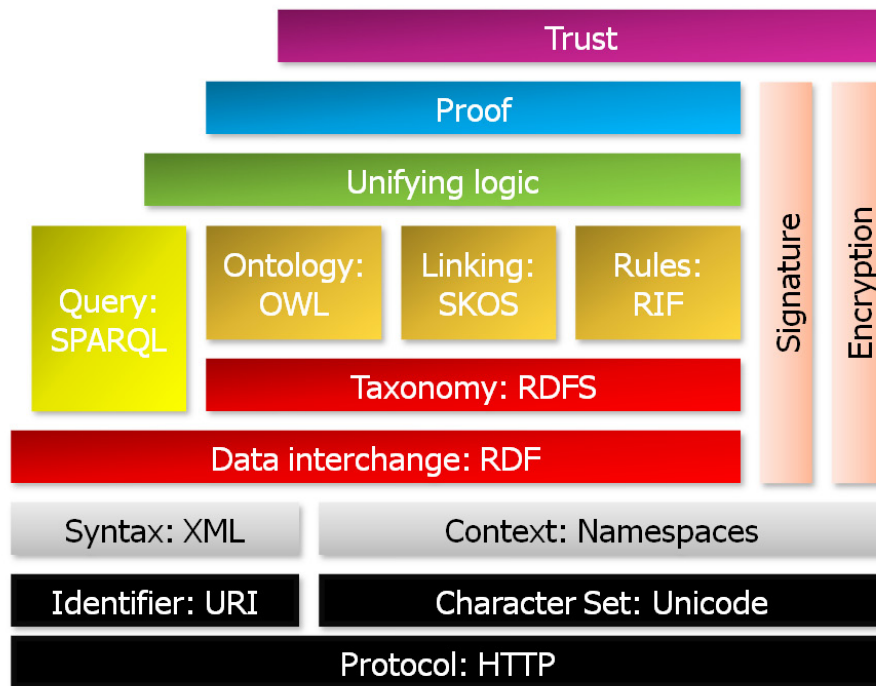 Trust
Proof
Unifying logic
Query:
SPARQL
Ontology:
OWL
Linking:
SKOS
Rules:
RIF
Signature
Encryption
Taxonomy: RDFS
Data interchange: RDF
Syntax: XML
Context: Namespaces
Identifier: URI
Character Set: Unicode
Protocol: HTTP